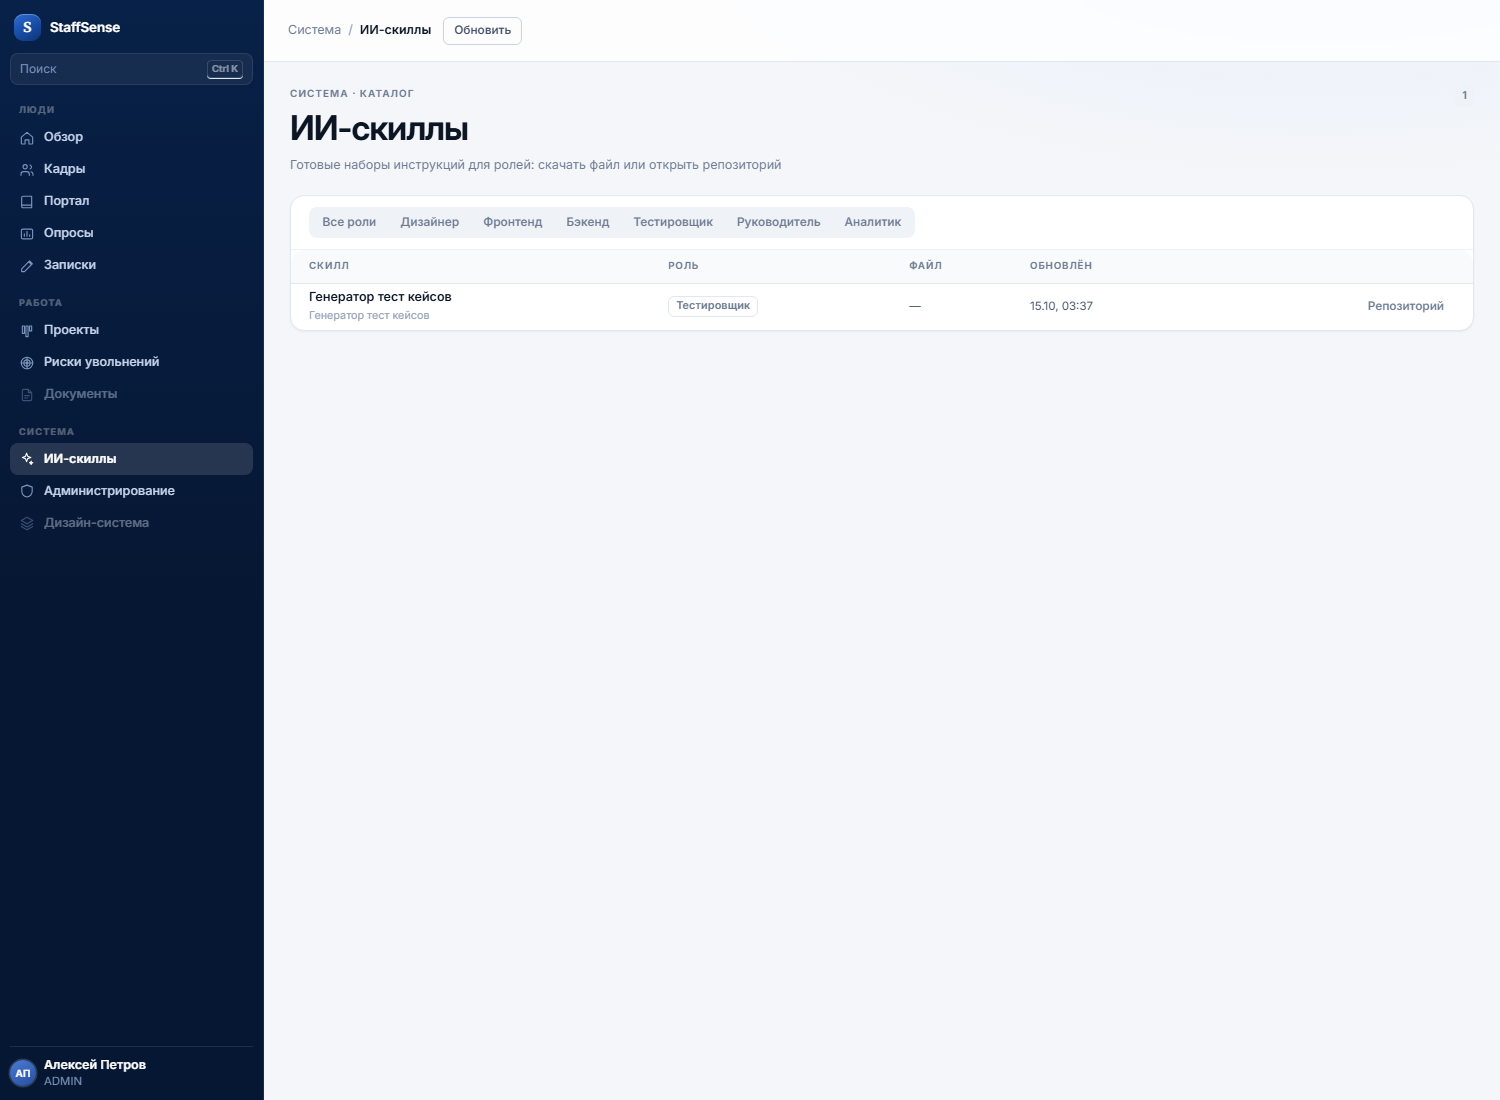 S StaffSense
Поиск Ctrl K
ЛЮДИ
Обзор
Кадры
Портал
Опросы
Записки
РАБОТА
Проекты
Риски увольнений
Документы
СИСТЕМА
ИИ-скиллы
Администрирование
Дизайн-система
АП Алексей Петров
ADMIN
Система / ИИ-скиллы Обновить
СИСТЕМА · КАТАЛОГ 1
ИИ-скиллы
Готовые наборы инструкций для ролей: скачать файл или открыть репозиторий
Все роли Дизайнер Фронтенд Бэкенд Тестировщик Руководитель Аналитик
СКИЛЛ РОЛЬ ФАЙЛ ОБНОВЛЁН
Генератор тест кейсов Тестировщик — 15.10, 03:37 Репозиторий
Генератор тест кейсов